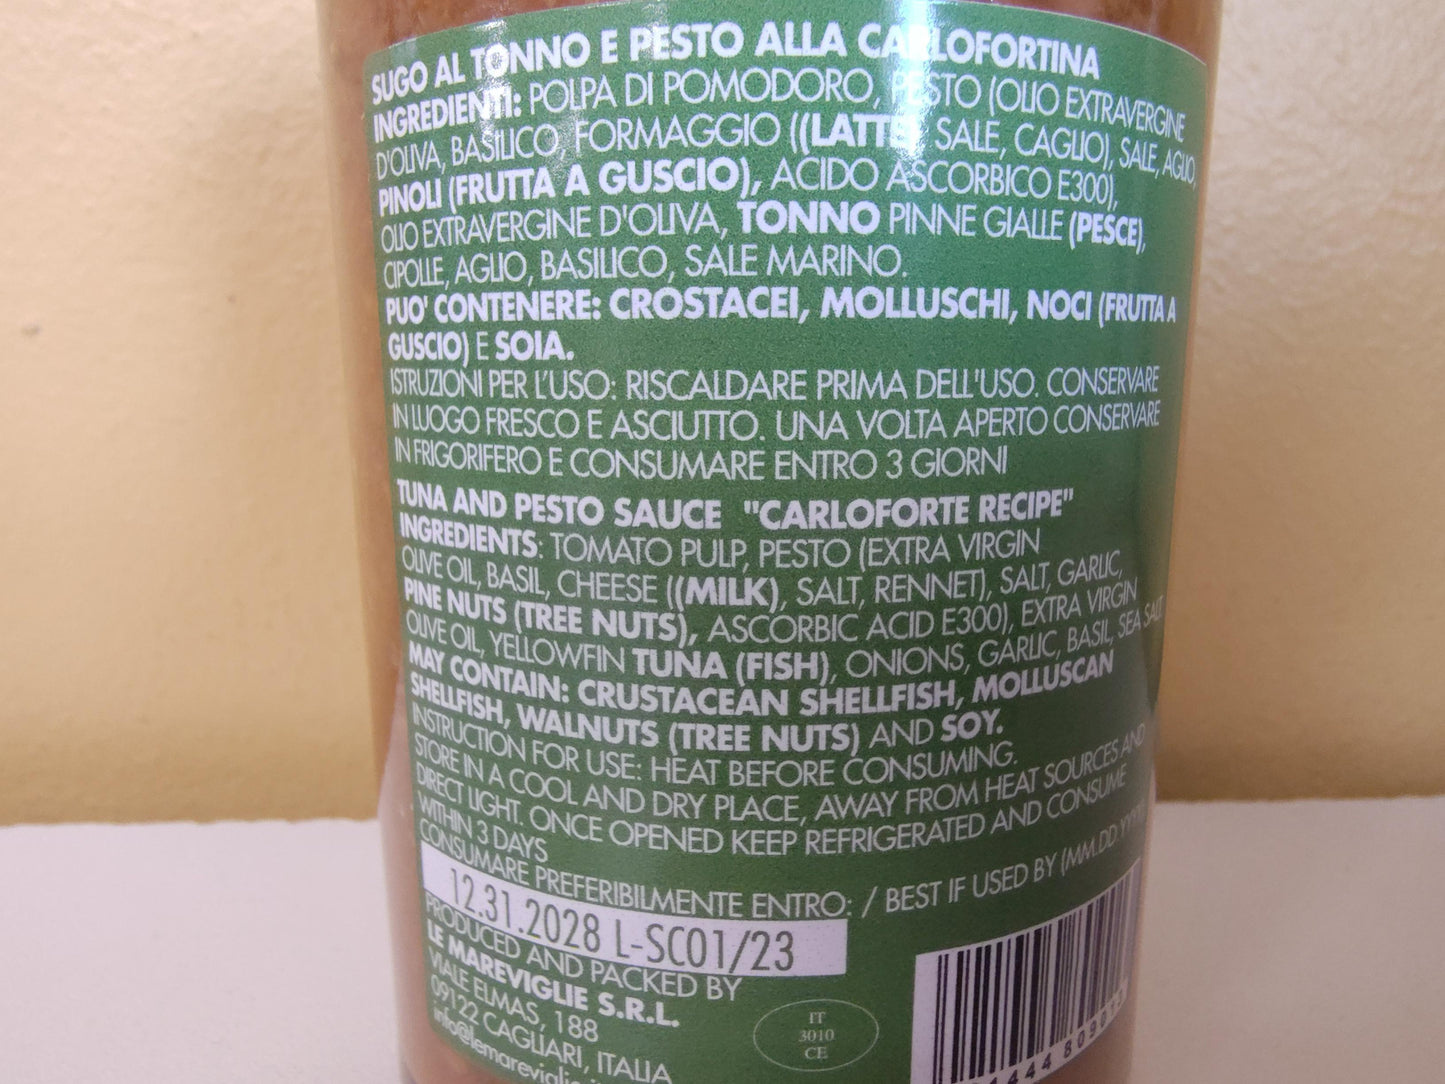 SUGO AL TONNO E PESTO ALLA CARLOFORTINA
INGREDIENTI: POLPA DI POMODORO, PESTO (OLIO EXTRAVERGINE
D'OLIVA, BASILICO, FORMAGGIO ((LATTE), SALE, CAGLIO), SALE, AGLIO,
PINOLI (FRUTTA A GUSCIO), ACIDO ASCORBICO E300),
OLIO EXTRAVERGINE D'OLIVA, TONNO PINNE GIALLE (PESCE),
CIPOLLE, AGLIO, BASILICO, SALE MARINO.
PUO' CONTENERE: CROSTACEI, MOLLUSCHI, NOCI (FRUTTA A
GUSCIO) E SOIA.
ISTRUZIONI PER L'USO: RISCALDARE PRIMA DELL'USO. CONSERVARE
IN LUOGO FRESCO E ASCIUTTO. UNA VOLTA APERTO CONSERVARE
IN FRIGORIFERO E CONSUMARE ENTRO 3 GIORNI
TUNA AND PESTO SAUCE "CARLOFORTE RECIPE"
INGREDIENTS: TOMATO PULP, PESTO (EXTRA VIRGIN
OLIVE OIL, BASIL, CHEESE ((MILK), SALT, RENNET), SALT, GARLIC,
PINE NUTS (TREE NUTS), ASCORBIC ACID E300), EXTRA VIRGIN
OLIVE OIL, YELLOWFIN TUNA (FISH), ONIONS, GARLIC, BASIL, SEA SALT
MAY CONTAIN: CRUSTACEAN SHELLFISH, MOLLUSCAN
SHELLFISH, WALNUTS (TREE NUTS) AND SOY.
INSTRUCTION FOR USE: HEAT BEFORE CONSUMING.
STORE IN A COOL AND DRY PLACE, AWAY FROM HEAT SOURCES AND
DIRECT LIGHT. ONCE OPENED KEEP REFRIGERATED AND CONSUME
WITHIN 3 DAYS
CONSUMARE PREFERIBILMENTE ENTRO: / BEST IF USED BY (MM.DD.YYYY
12.31.2028 L-SC01/23
PRODUCED AND PACKED BY
LE MAREVIGLIE S.R.L.
VIALE ELMAS, 188
09122 CAGLIARI, ITALIA
IT
3010
CE